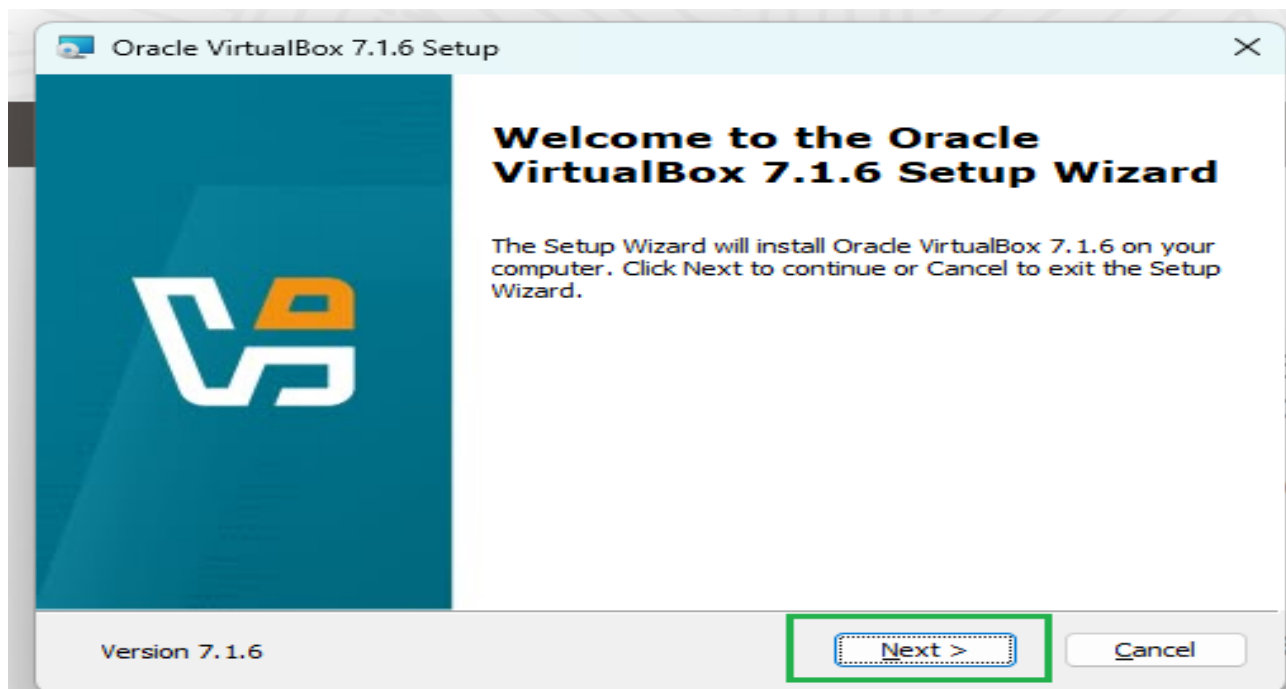 Oracle VirtualBox 7.1.6 Setup
Welcome to the Oracle
VirtualBox 7.1.6 Setup Wizard
The Setup Wizard will install Oracle VirtualBox 7.1.6 on your
computer. Click Next to continue or Cancel to exit the Setup
Wizard.
Version 7.1.6
Next >
Cancel